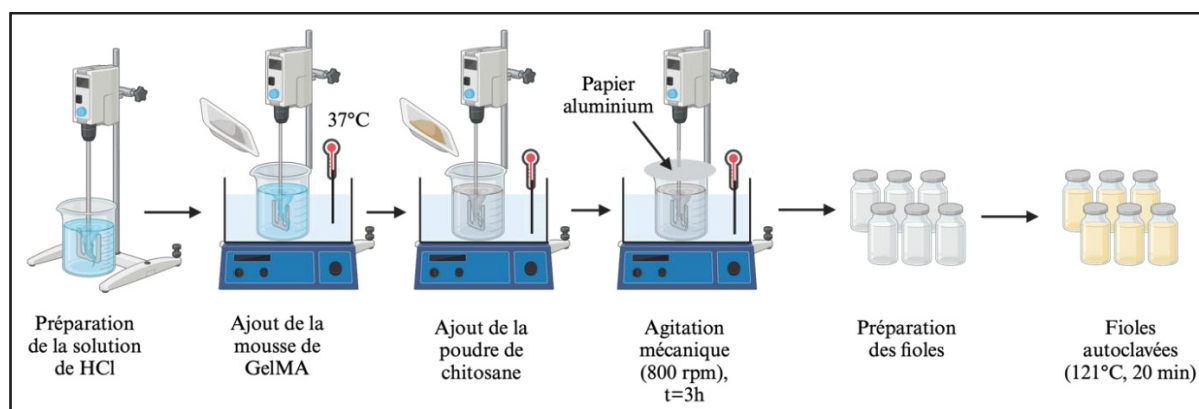 Papier
aluminium
37°C
Préparation
de la solution
de HCl
Ajout de la
mousse de
GelMA
Ajout de la
poudre de
chitosane
Agitation
mécanique
(800 rpm),
t=3h
Préparation
des fioles
Fioles
autoclavées
(121°C, 20 min)